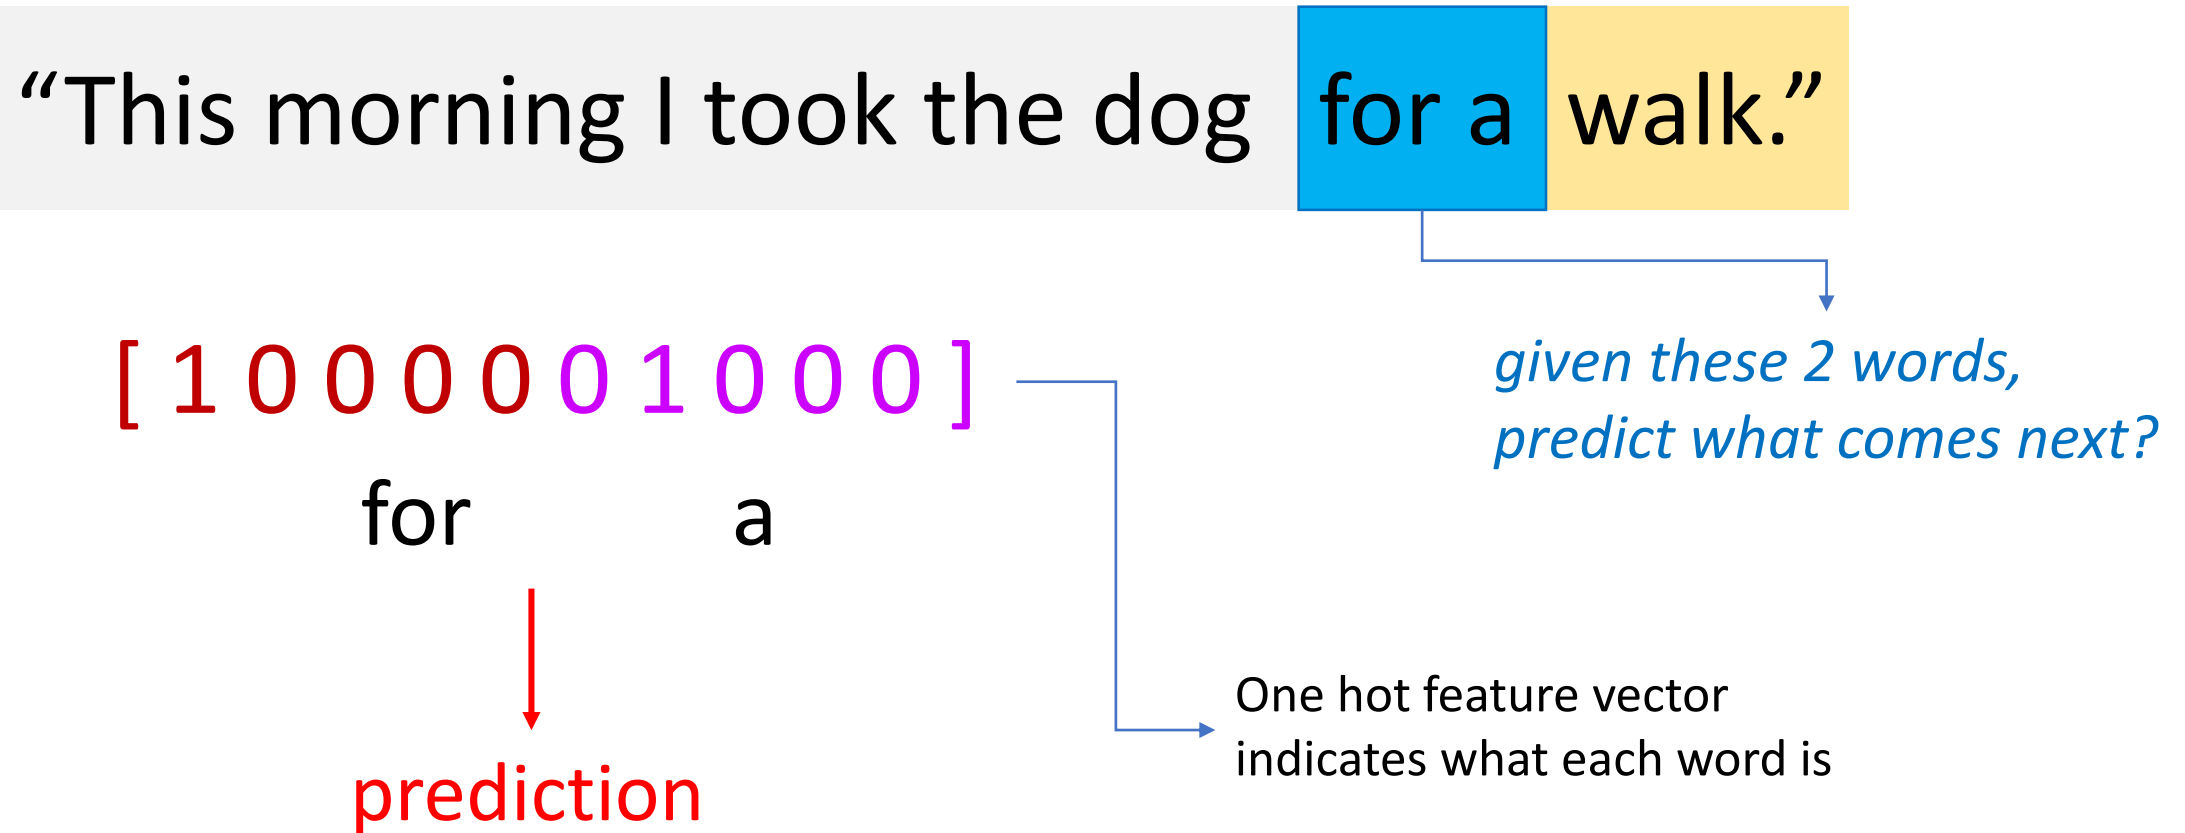 “This morning I took the dog for a walk.”
[ 1 0 0 0 0 0 1 0 0 0 ]
given these 2 words,
predict what comes next?
for a
One hot feature vector
indicates what each word is
prediction